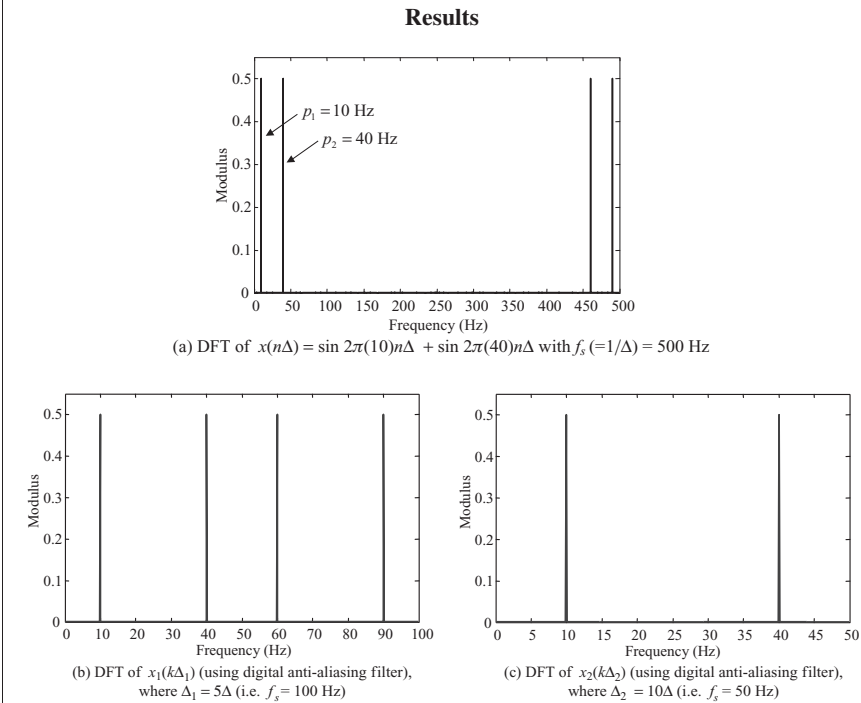 Results
0.5
0.4
0.3
0.2
0.1
0
Modulus
p₁ = 10 Hz
p₂ = 40 Hz
0 50 100 150 200 250 300 350 400 450 500
Frequency (Hz)
(a) DFT of x(nΔ) = sin 2π(10)nΔ + sin 2π(40)nΔ with fₛ (=1/Δ) = 500 Hz
0.5
0.4
0.3
0.2
0.1
0
Modulus
0 10 20 30 40 50 60 70 80 90 100
Frequency (Hz)
(b) DFT of x₁(kΔ₁) (using digital anti-aliasing filter),
where Δ₁ = 5Δ (i.e. fₛ = 100 Hz)
0.5
0.4
0.3
0.2
0.1
0
Modulus
0 5 10 15 20 25 30 35 40 45 50
Frequency (Hz)
(c) DFT of x₂(kΔ₂) (using digital anti-aliasing filter),
where Δ₂ = 10Δ (i.e. fₛ = 50 Hz)